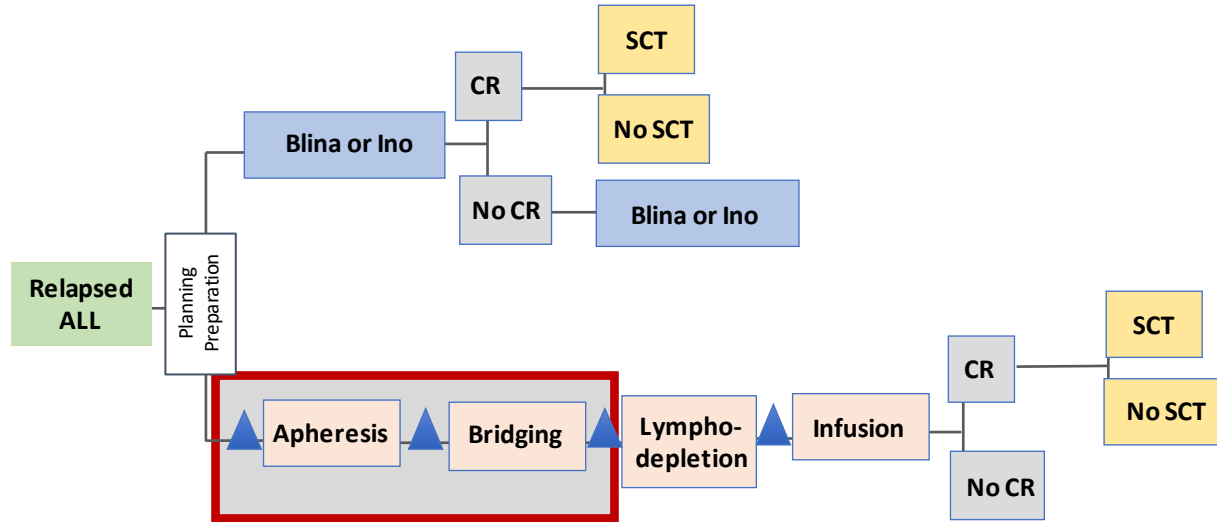 SCT
CR
Blina or Ino
No SCT
No CR
Blina or Ino
Planning
Preparation
Relapsed
ALL
SCT
CR
No SCT
Apheresis
Bridging
Lympho-
depletion
Infusion
No CR